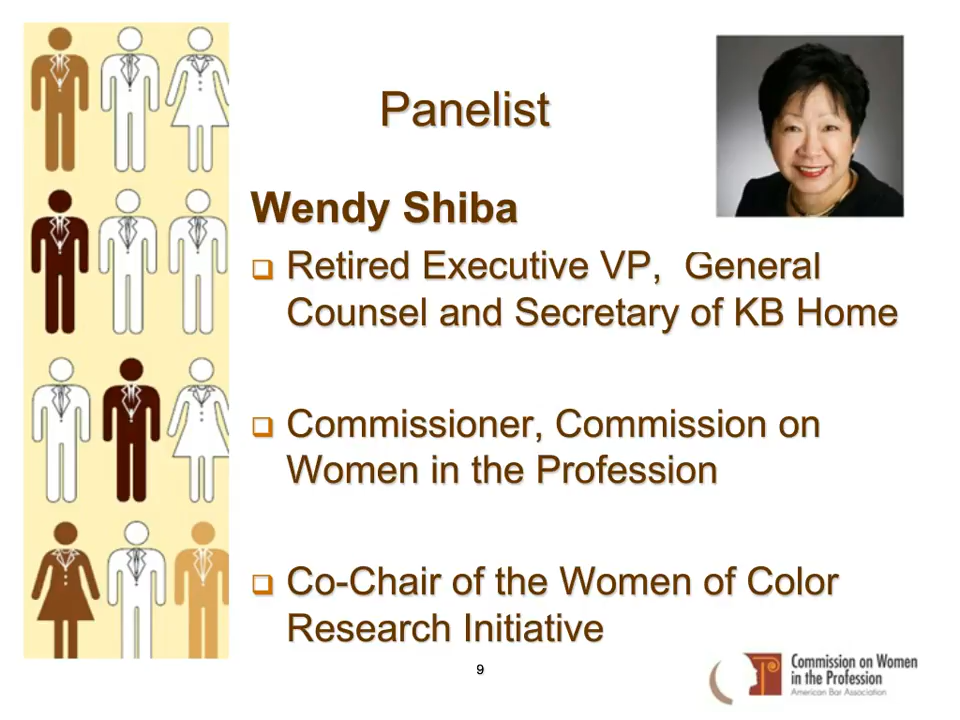 Panelist
Wendy Shiba
Retired Executive VP,  General
Counsel and Secretary of KB Home
Commissioner, Commission on
Women in the Profession
Co-Chair of the Women of Color
Research Initiative
9
Commission on Women
in the Profession
American Bar Association